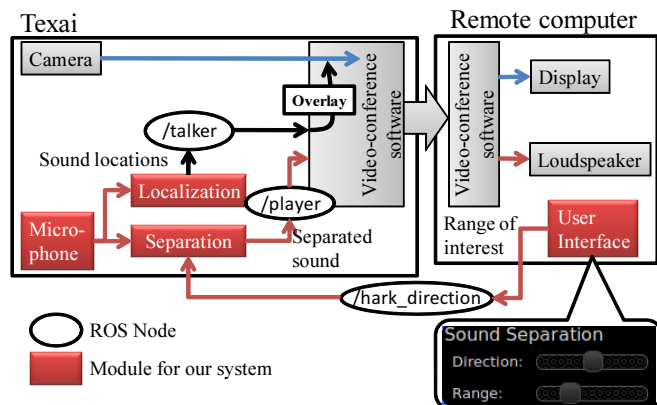 Texai
Remote computer
Camera
Overlay
Video-conference
software
/talker
Sound locations
Localization
/player
Micro-
phone
Separation
Separated
sound
Video-conference
software
Display
Loudspeaker
Range of
interest
User
Interface
/hark_direction
ROS Node
Module for our system
Sound Separation
Direction:
Range: